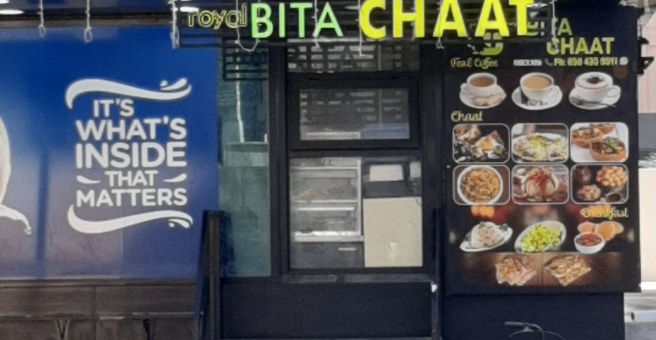 royal BITA CHAAT
IT'S
WHAT'S
INSIDE
THAT
MATTERS
BITA
CHAAT
Tea & Coffee
Chaat
Breakfast